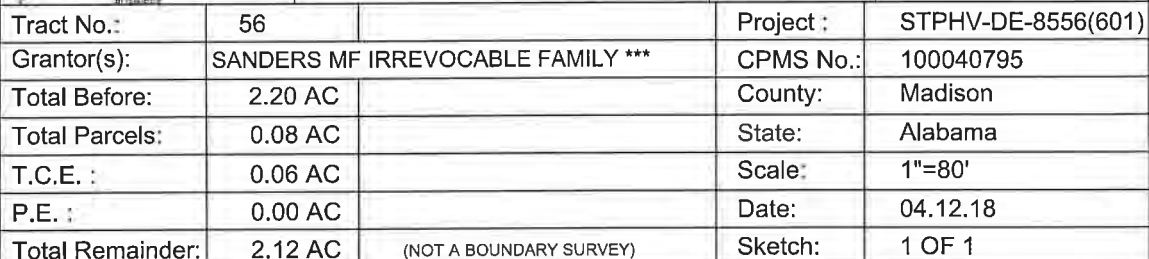 Tract No.: 56 Project : STPHV-DE-8556(601)
Grantor(s): SANDERS MF IRREVOCABLE FAMILY *** CPMS No.: 100040795
Total Before: 2.20 AC County: Madison
Total Parcels: 0.08 AC State: Alabama
T.C.E. : 0.06 AC Scale: 1"=80'
P.E. : 0.00 AC Date: 04.12.18
Total Remainder: 2.12 AC (NOT A BOUNDARY SURVEY) Sketch: 1 OF 1